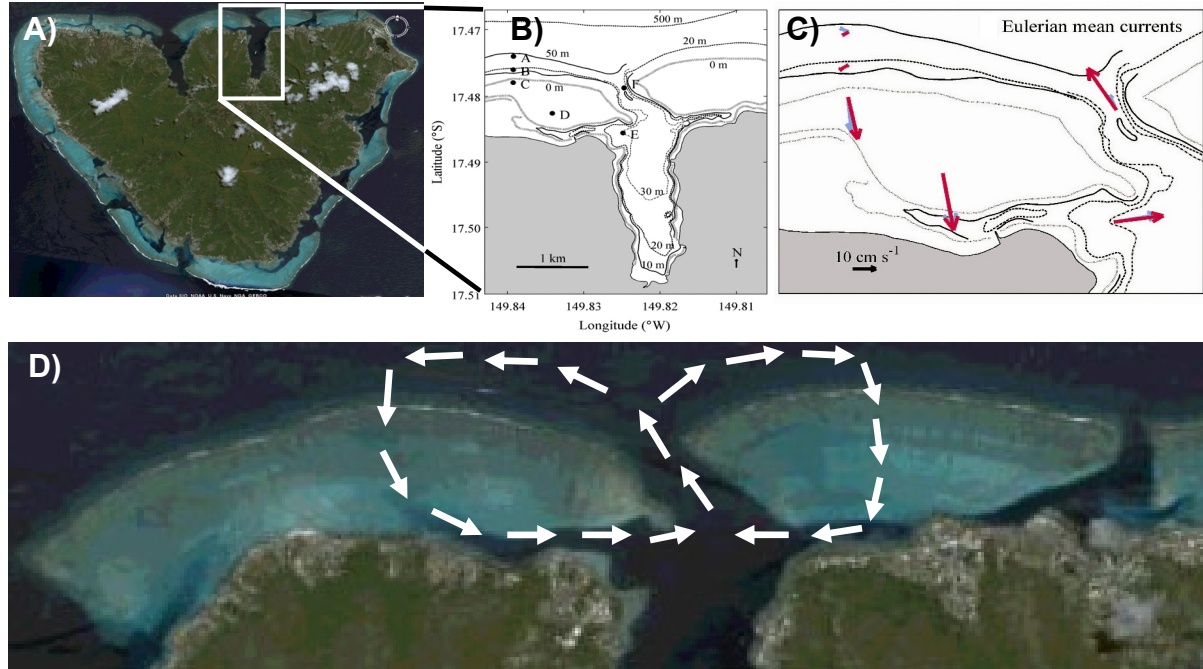 A)
Data SIO, NOAA, U.S. Navy, NGA, GEBCO
B)
17.47
17.48
17.49
17.50
17.51
Latitude (°S)
149.84
149.83
149.82
149.81
Longitude (°W)
500 m
20 m
0 m
50 m
A
B
C
0 m
D
E
F
30 m
20 m
10 m
1 km
N
C)
Eulerian mean currents
10 cm s⁻¹
D)